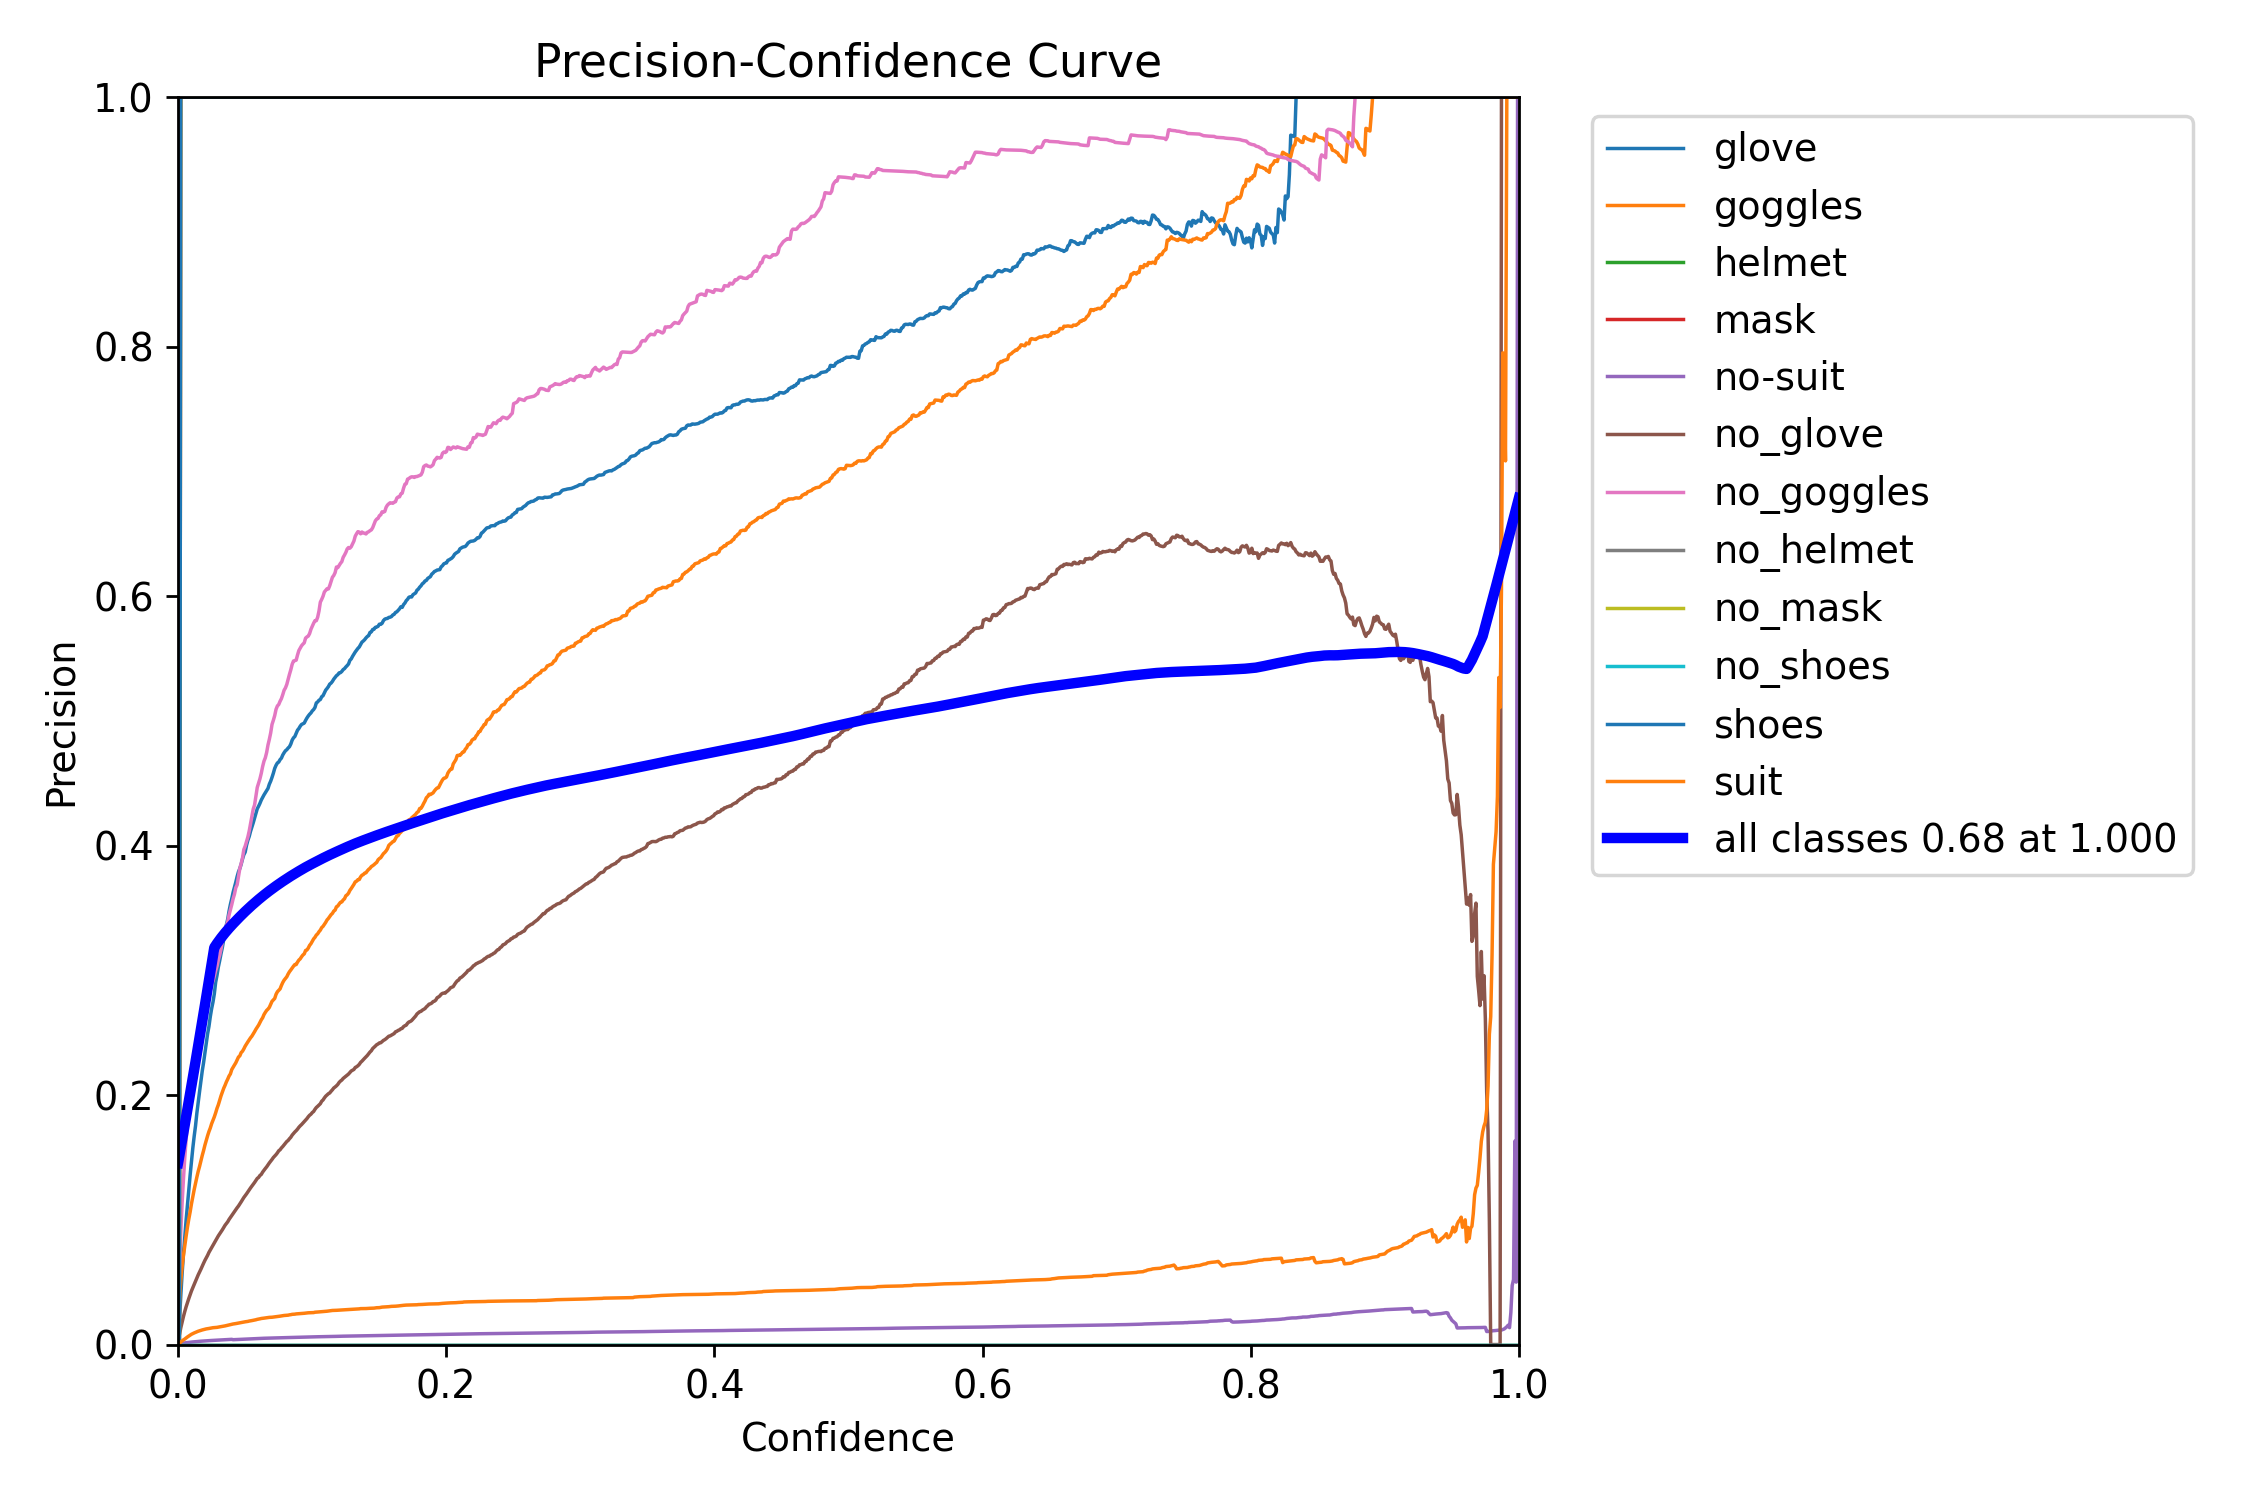 Precision-Confidence Curve
1.0
0.8
0.6
0.4
0.2
0.0
Precision
0.0 0.2 0.4 0.6 0.8 1.0
Confidence
glove
goggles
helmet
mask
no-suit
no_glove
no_goggles
no_helmet
no_mask
no_shoes
shoes
suit
all classes 0.68 at 1.000